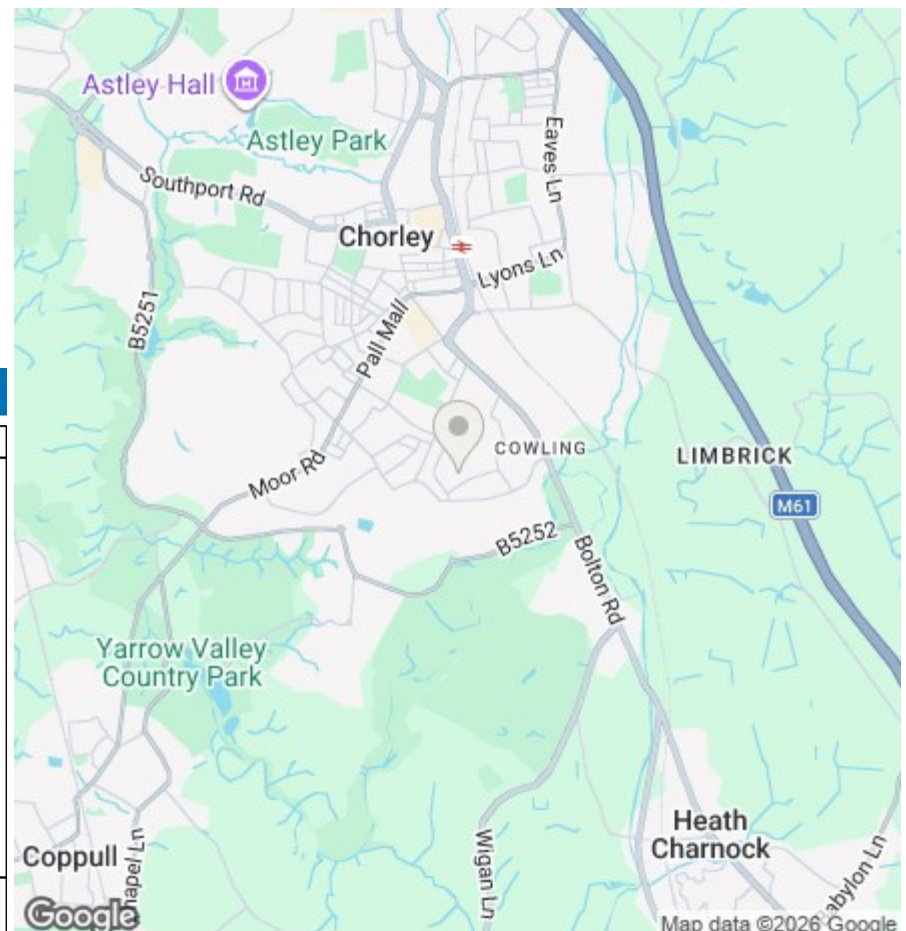 Astley Hall
Astley Park
Eaves Ln
Southport Rd
Chorley
Lyons Ln
B5251
Pall Mall
COWLING
LIMBRICK
Moor Rd
M61
B5252
Bolton Rd
Yarrow Valley
Country Park
Heath
Charnock
Wigan Ln
Coppull
hapel Ln
Babylon Ln
Google
Map data ©2026 Google